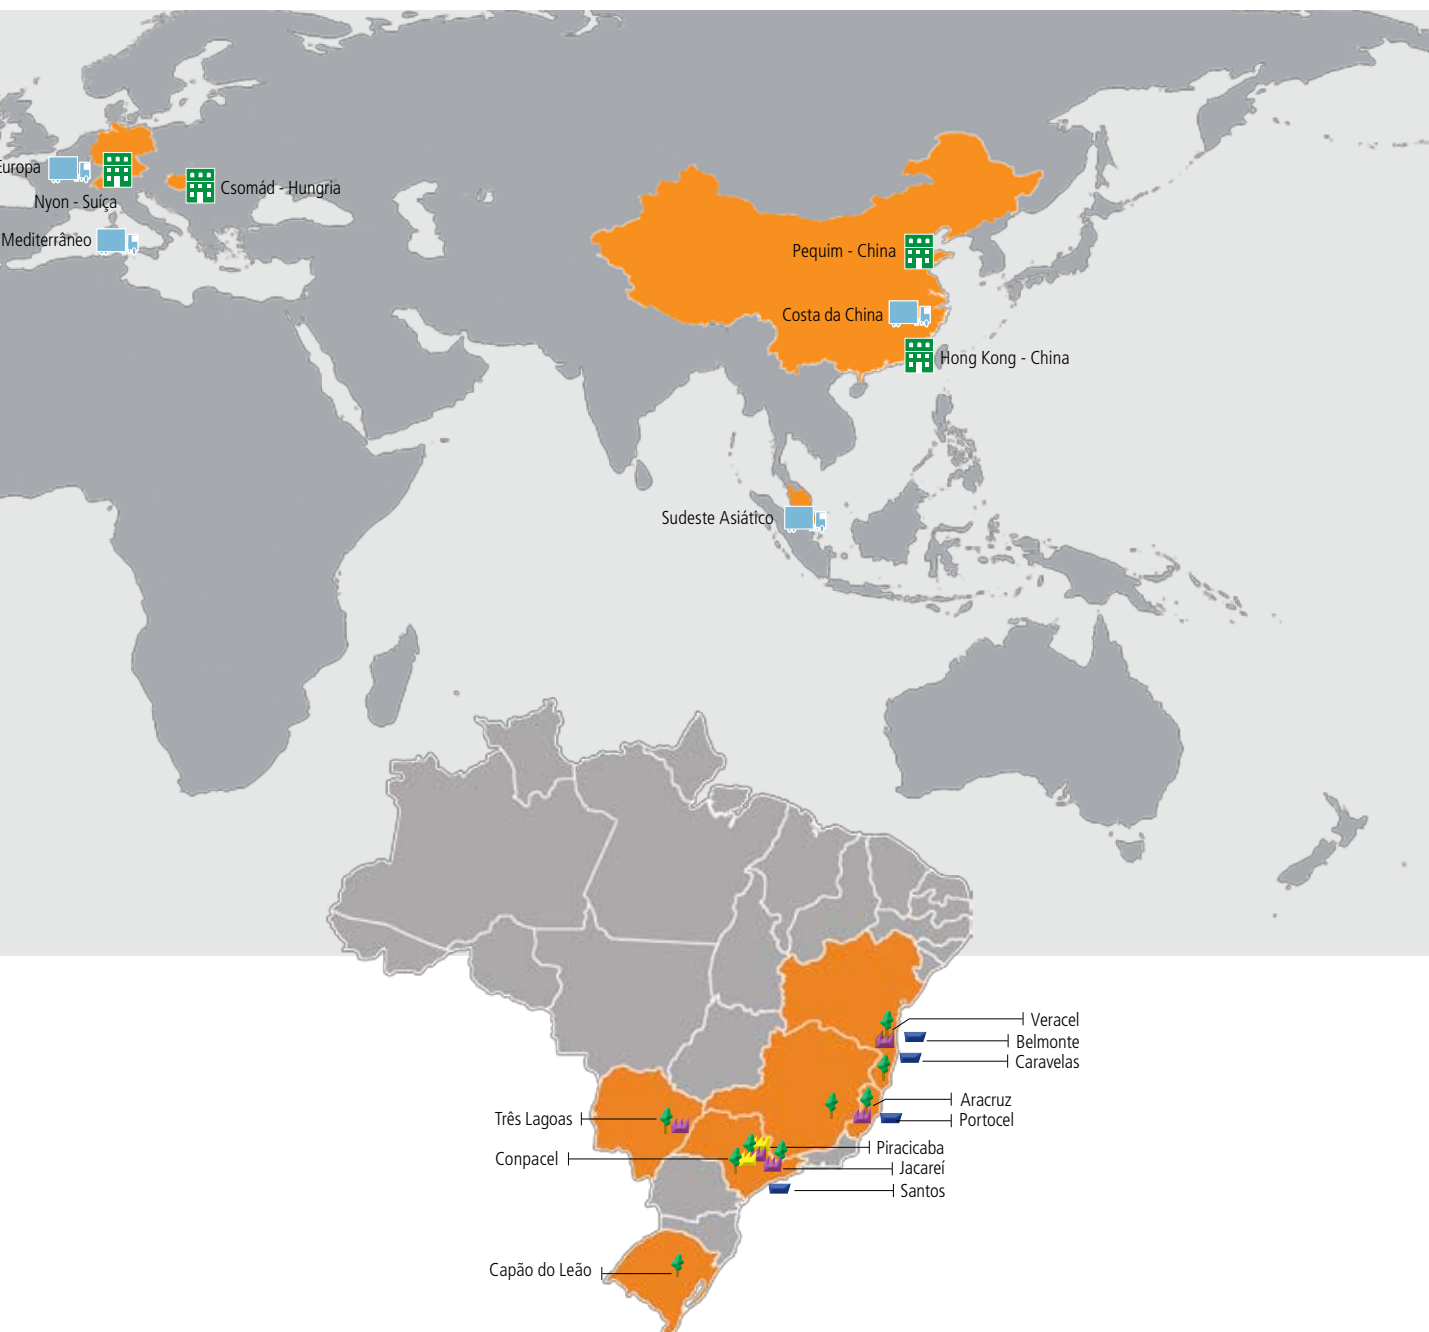 Europa
Csomád - Hungria
Nyon - Suíça
Mediterrâneo
Pequim - China
Costa da China
Hong Kong - China
Sudeste Asiático
Veracel
Belmonte
Caravelas
Aracruz
Três Lagoas
Portocel
Piracicaba
Conpacel
Jacareí
Santos
Capão do Leão